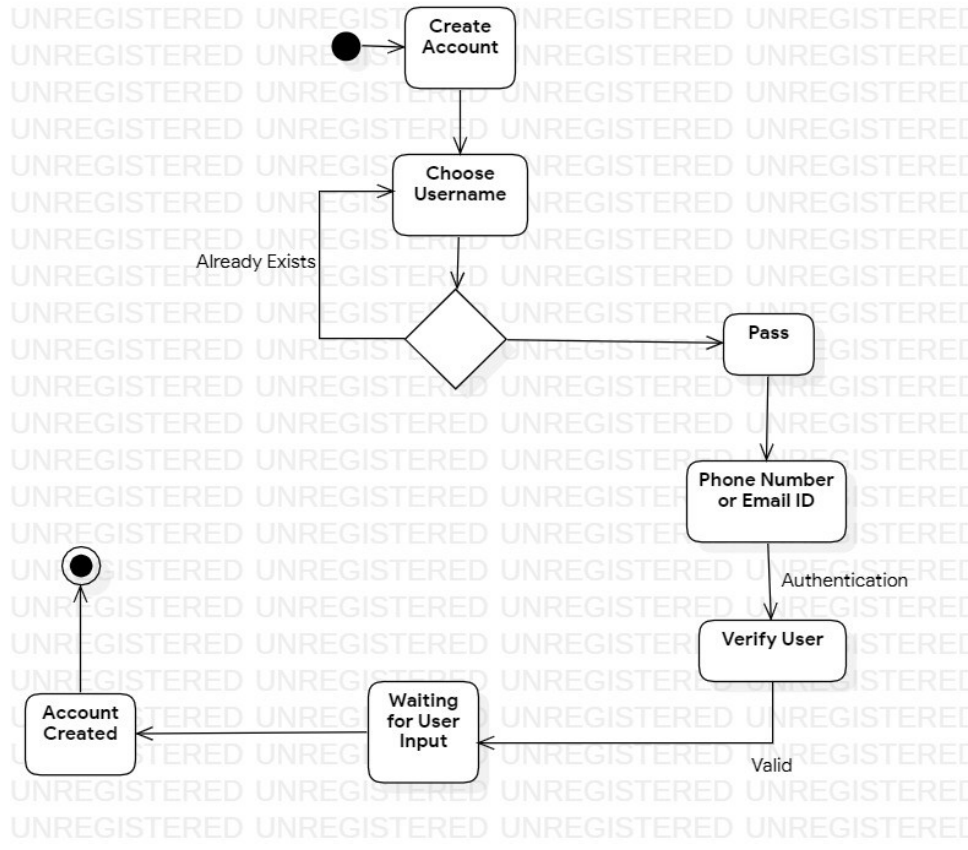 Create
Account
Choose
Username
Already Exists
Pass
Phone Number
or Email ID
Authentication
Verify User
Valid
Waiting
for User
Input
Account
Created
UNREGISTERED UNREGISTERED UNREGISTERED UNREGISTERED